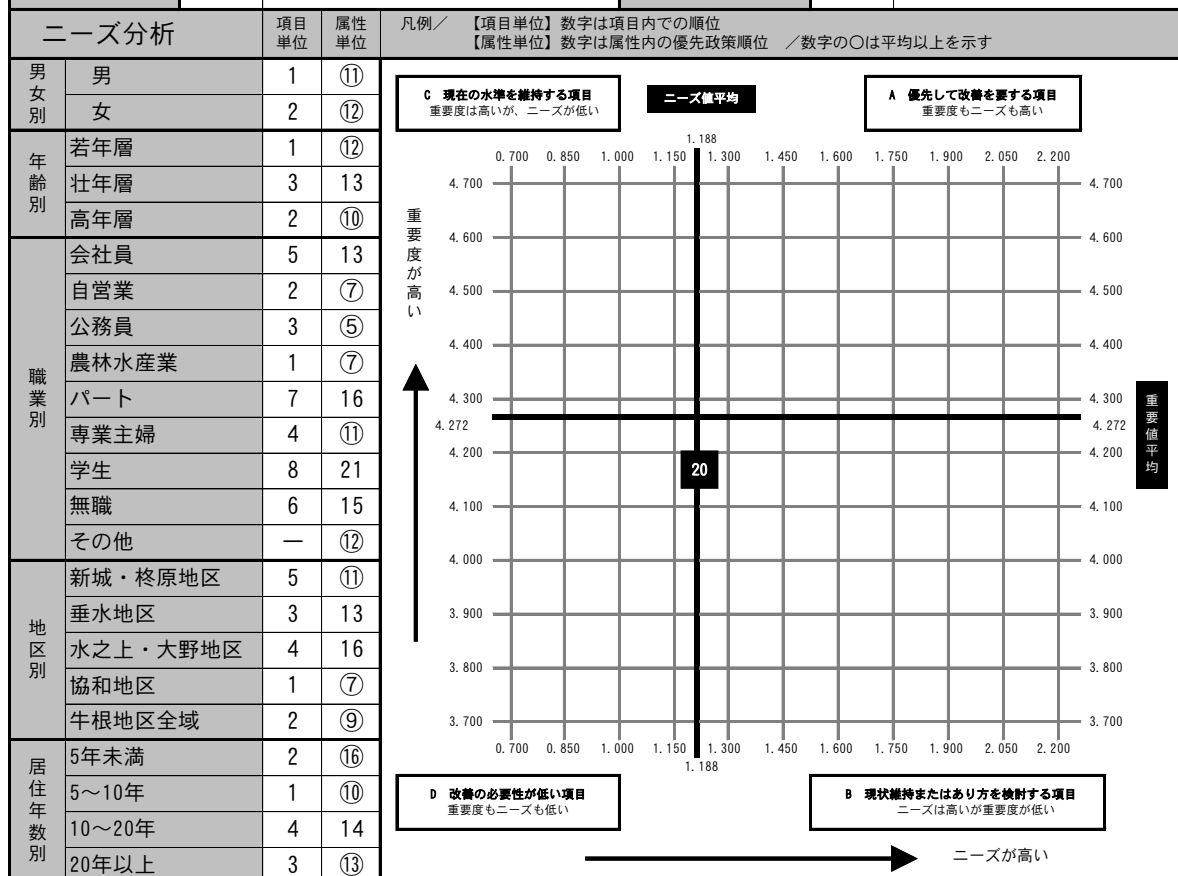 ニーズ分析 項目単位 属性単位 凡例／ 【項目単位】数字は項目内での順位
【属性単位】数字は属性内の優先政策順位 ／数字の〇は平均以上を示す
男女別
男 1 ⑪
女 2 ⑫
年齢別
若年層 1 ⑫
壮年層 3 13
高年層 2 ⑩
職業別
会社員 5 13
自営業 2 ⑦
公務員 3 ⑤
農林水産業 1 ⑦
パート 7 16
専業主婦 4 ⑪
学生 8 21
無職 6 15
その他 ― ⑫
地区別
新城・柊原地区 5 ⑪
垂水地区 3 13
水之上・大野地区 4 16
協和地区 1 ⑦
牛根地区全域 2 ⑨
居住年数別
5年未満 2 ⑯
5～10年 1 ⑩
10～20年 4 14
20年以上 3 ⑬
C 現在の水準を維持する項目
重要度は高いが、ニーズが低い
ニーズ値平均
A 優先して改善を要する項目
重要度もニーズも高い
1.188
0.700 0.850 1.000 1.150 1.300 1.450 1.600 1.750 1.900 2.050 2.200
重要度が高い
4.700 4.700
4.600 4.600
4.500 4.500
4.400 4.400
4.300 4.300
4.272 4.272
重要値平均
4.200 20 4.200
4.100 4.100
4.000 4.000
3.900 3.900
3.800 3.800
3.700 3.700
0.700 0.850 1.000 1.150 1.300 1.450 1.600 1.750 1.900 2.050 2.200
1.188
D 改善の必要性が低い項目
重要度もニーズも低い
B 現状維持またはあり方を検討する項目
ニーズは高いが重要度が低い
ニーズが高い